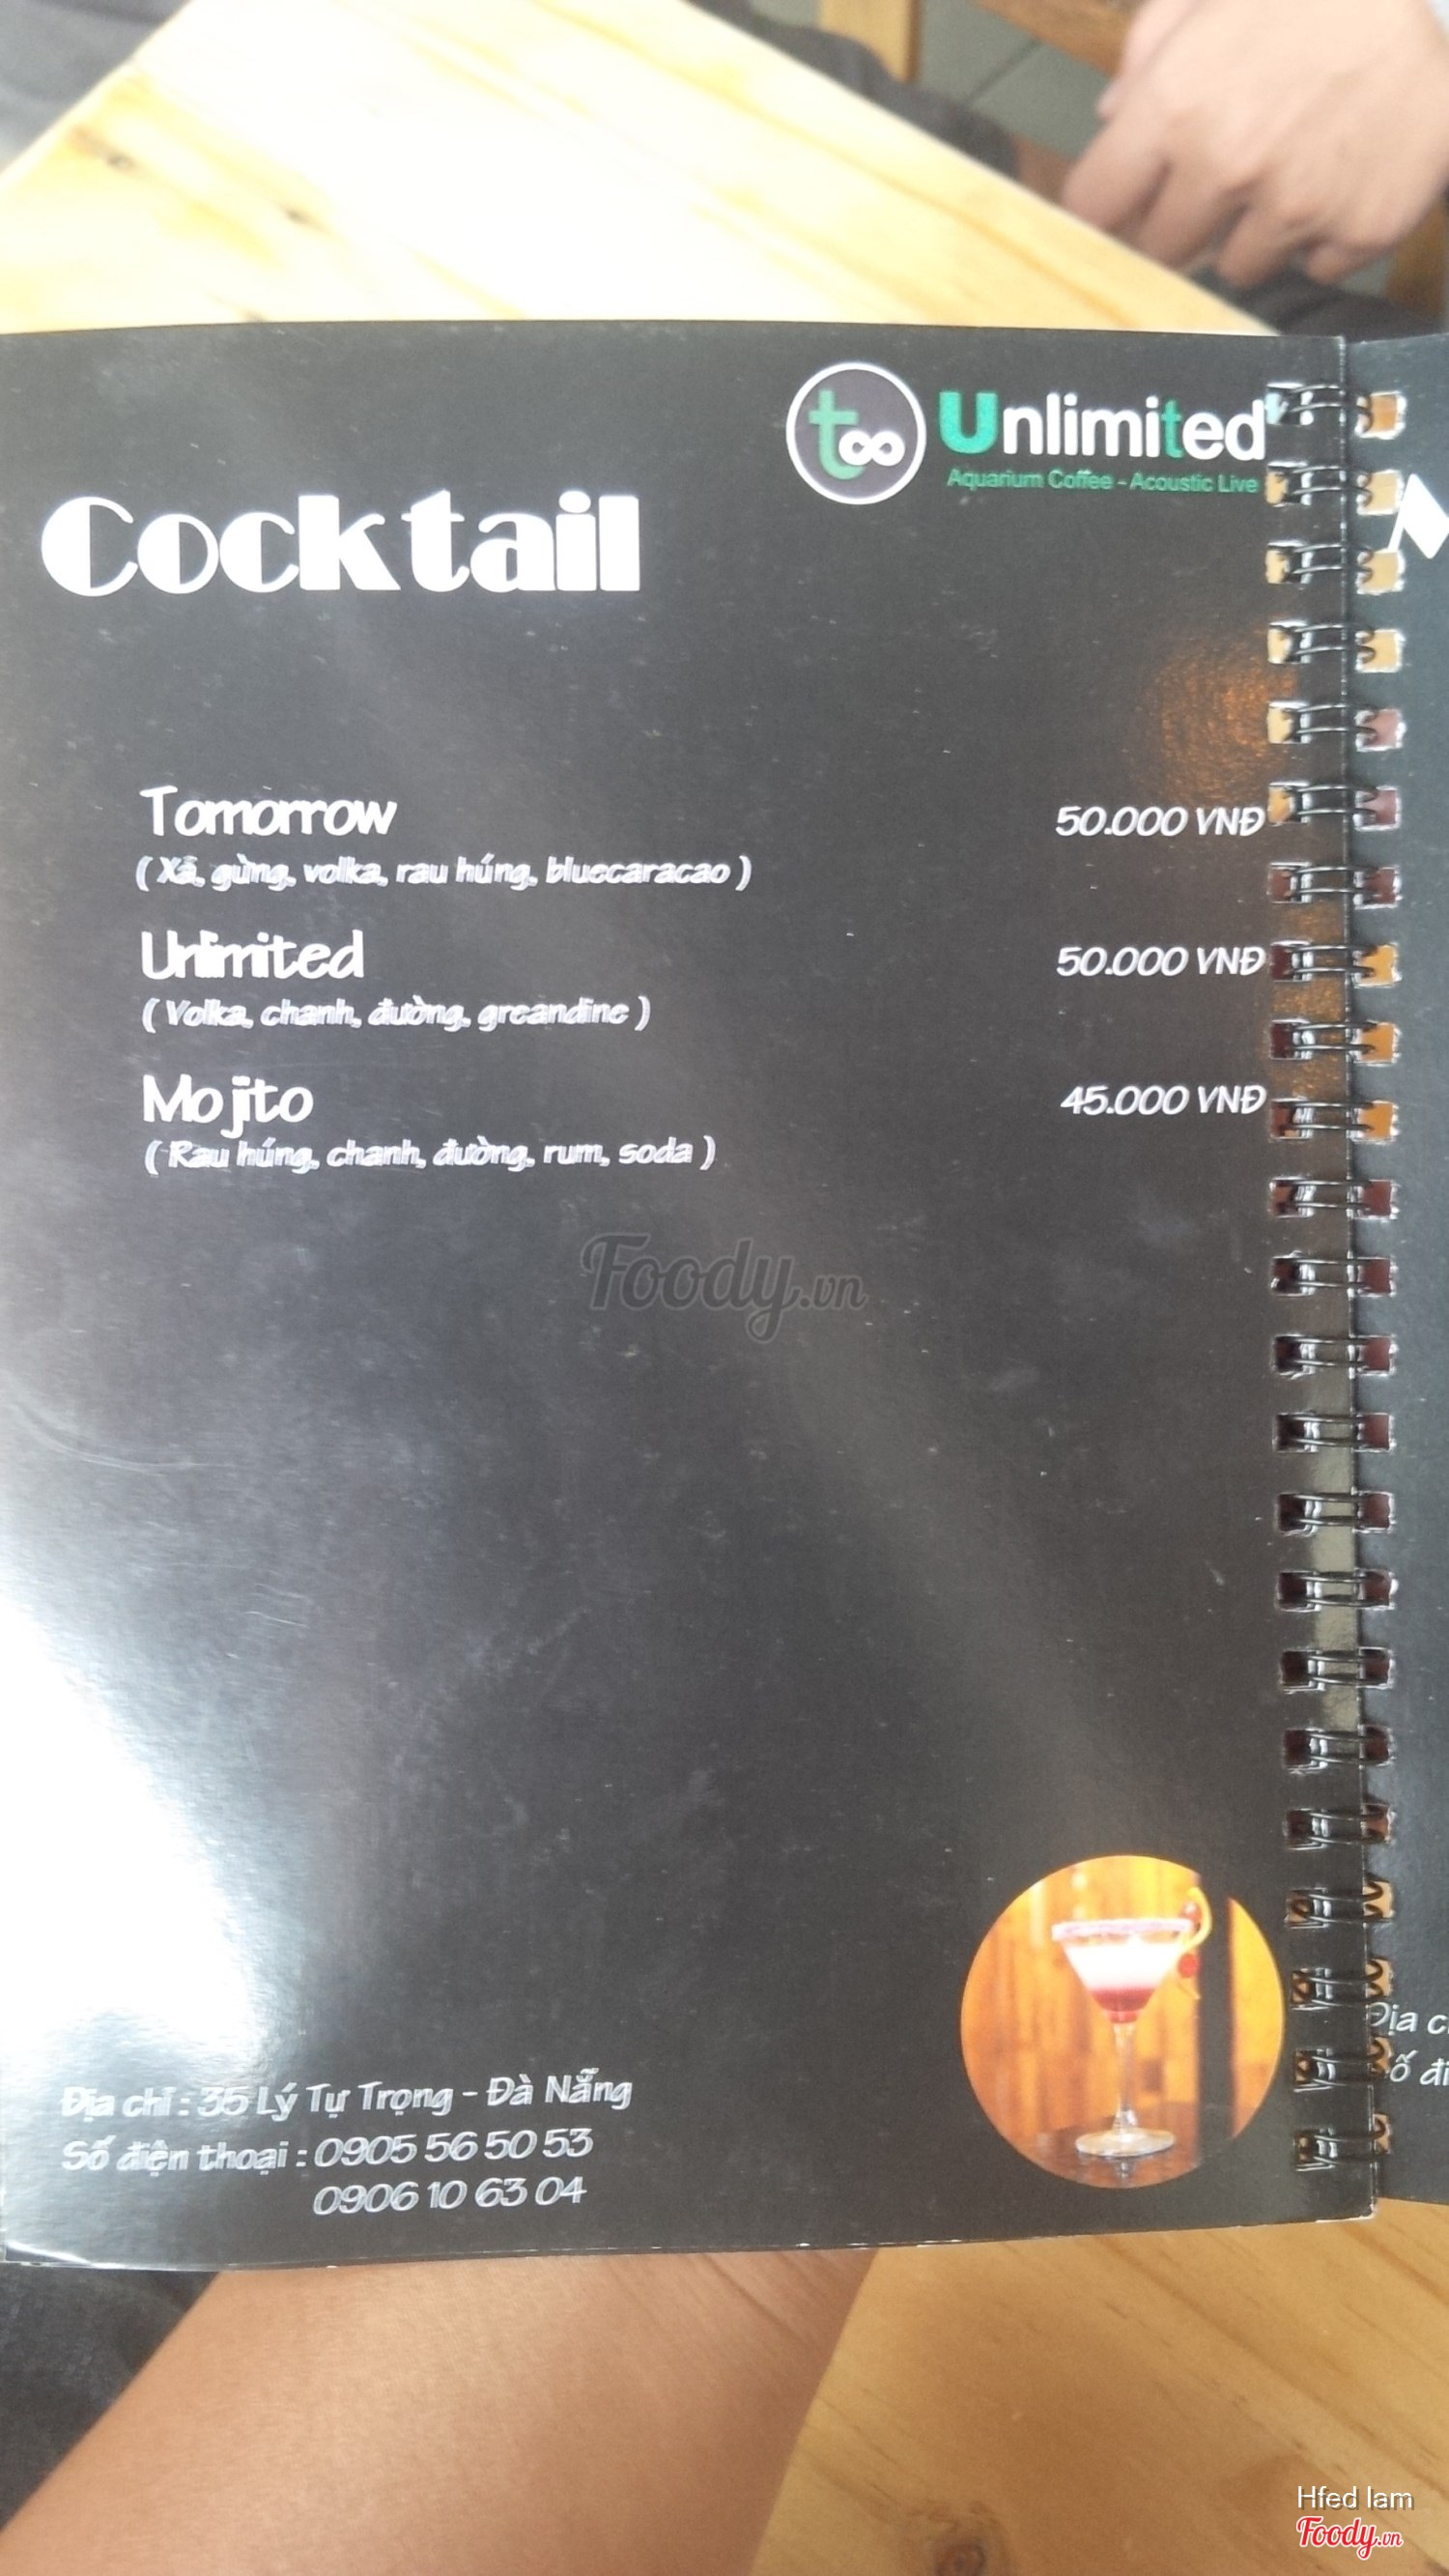 t∞ Unlimited
Aquarium Coffee - Acoustic Live
Cocktail
Tomorrow 50.000 VNĐ
( Xả, gừng, volka, rau húng, bluecaracao )
Unlimited 50.000 VNĐ
( Volka, chanh, đường, greandine )
Mojito 45.000 VNĐ
( Rau húng, chanh, đường, rum, soda )
Foody.vn
Địa chỉ : 35 Lý Tự Trọng - Đà Nẵng
Số điện thoại : 0905 56 50 53
0906 10 63 04
Địa c
ố đi
Hfed lam
Foody.vn